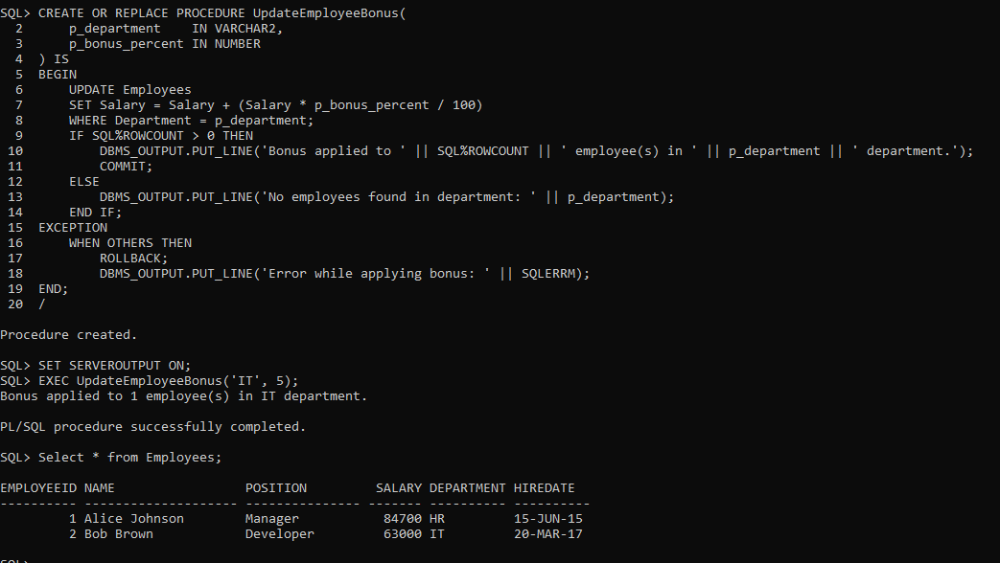 SQL> CREATE OR REPLACE PROCEDURE UpdateEmployeeBonus(
  2      p_department    IN VARCHAR2,
  3      p_bonus_percent IN NUMBER
  4  ) IS
  5  BEGIN
  6      UPDATE Employees
  7      SET Salary = Salary + (Salary * p_bonus_percent / 100)
  8      WHERE Department = p_department;
  9      IF SQL%ROWCOUNT > 0 THEN
 10          DBMS_OUTPUT.PUT_LINE('Bonus applied to ' || SQL%ROWCOUNT || ' employee(s) in ' || p_department || ' department.');
 11          COMMIT;
 12      ELSE
 13          DBMS_OUTPUT.PUT_LINE('No employees found in department: ' || p_department);
 14      END IF;
 15  EXCEPTION
 16      WHEN OTHERS THEN
 17          ROLLBACK;
 18          DBMS_OUTPUT.PUT_LINE('Error while applying bonus: ' || SQLERRM);
 19  END;
 20  /
Procedure created.
SQL> SET SERVEROUTPUT ON;
SQL> EXEC UpdateEmployeeBonus('IT', 5);
Bonus applied to 1 employee(s) in IT department.
PL/SQL procedure successfully completed.
SQL> Select * from Employees;
EMPLOYEEID NAME                 POSITION         SALARY DEPARTMENT HIREDATE
---------- -------------------- --------------- ------- ---------- ----------
         1 Alice Johnson        Manager           84700 HR         15-JUN-15
         2 Bob Brown            Developer         63000 IT         20-MAR-17
SQL>